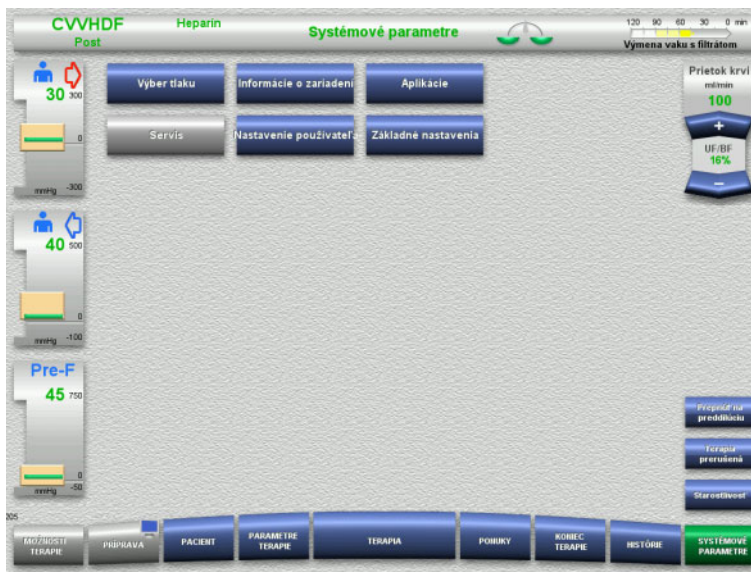 CVVHDF
Post
Heparin
Systémové parametre
120 90 60 30 0 min
Výmena vaku s filtrátom
30 300
0
mmHg -300
Výber tlaku
Informácie o zariadení
Aplikácie
Servis
Nastavenie používateľa
Základné nastavenia
Prietok krvi
ml/min
100
+
UF/BF
16%
−
40 500
0
mmHg -100
Pre-F
45 750
0
mmHg -50
Prepnúť na
preddilúciu
Terapia
prerušená
Starostlivosť
205
MOŽNOSTI
TERAPIE
PRÍPRAVA
PACIENT
PARAMETRE
TERAPIE
TERAPIA
PONUKY
KONIEC
TERAPIE
HISTÓRIE
SYSTÉMOVÉ
PARAMETRE